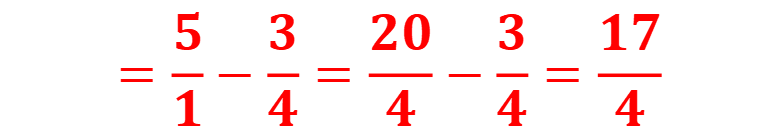 = 5/1 − 3/4 = 20/4 − 3/4 = 17/4